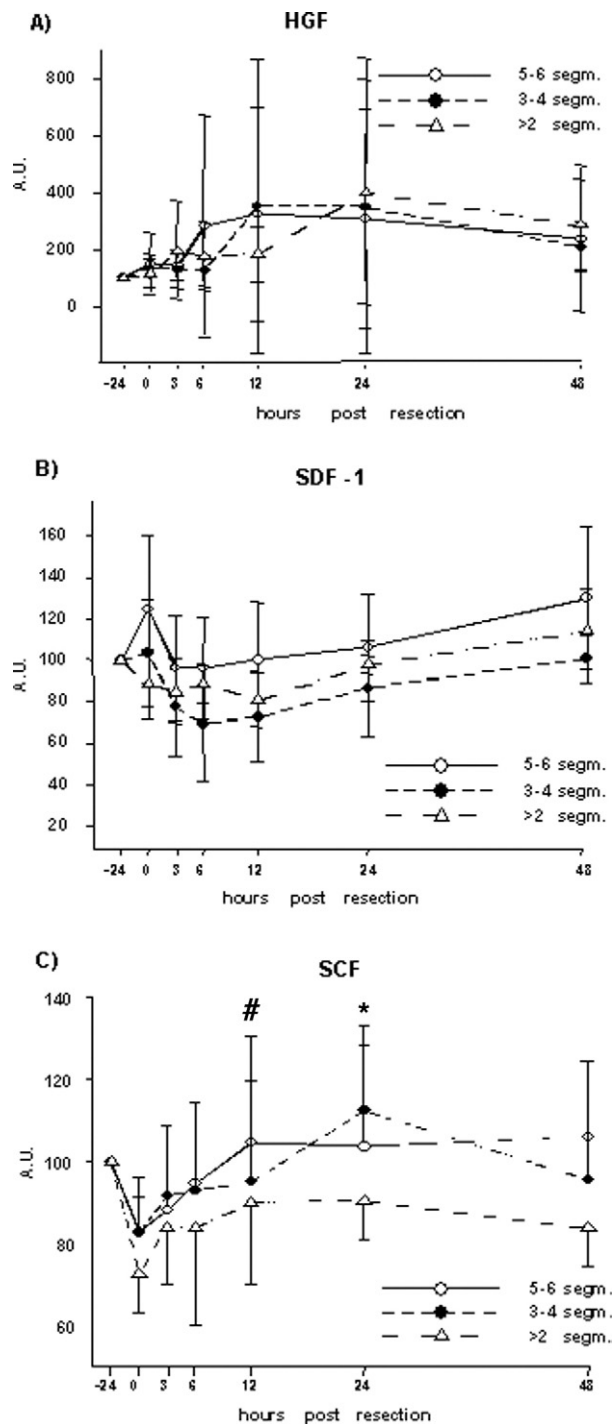 A) HGF
800
600
400
200
0
A.U.
5-6 segm.
3-4 segm.
>2 segm.
-24 0 3 6 12 24 48
hours post resection
B) SDF -1
160
140
120
100
80
60
40
20
A.U.
5-6 segm.
3-4 segm.
>2 segm.
-24 0 3 6 12 24 48
hours post resection
C) SCF
140
120
100
80
60
A.U.
# *
5-6 segm.
3-4 segm.
>2 segm.
-24 0 3 6 12 24 48
hours post resection